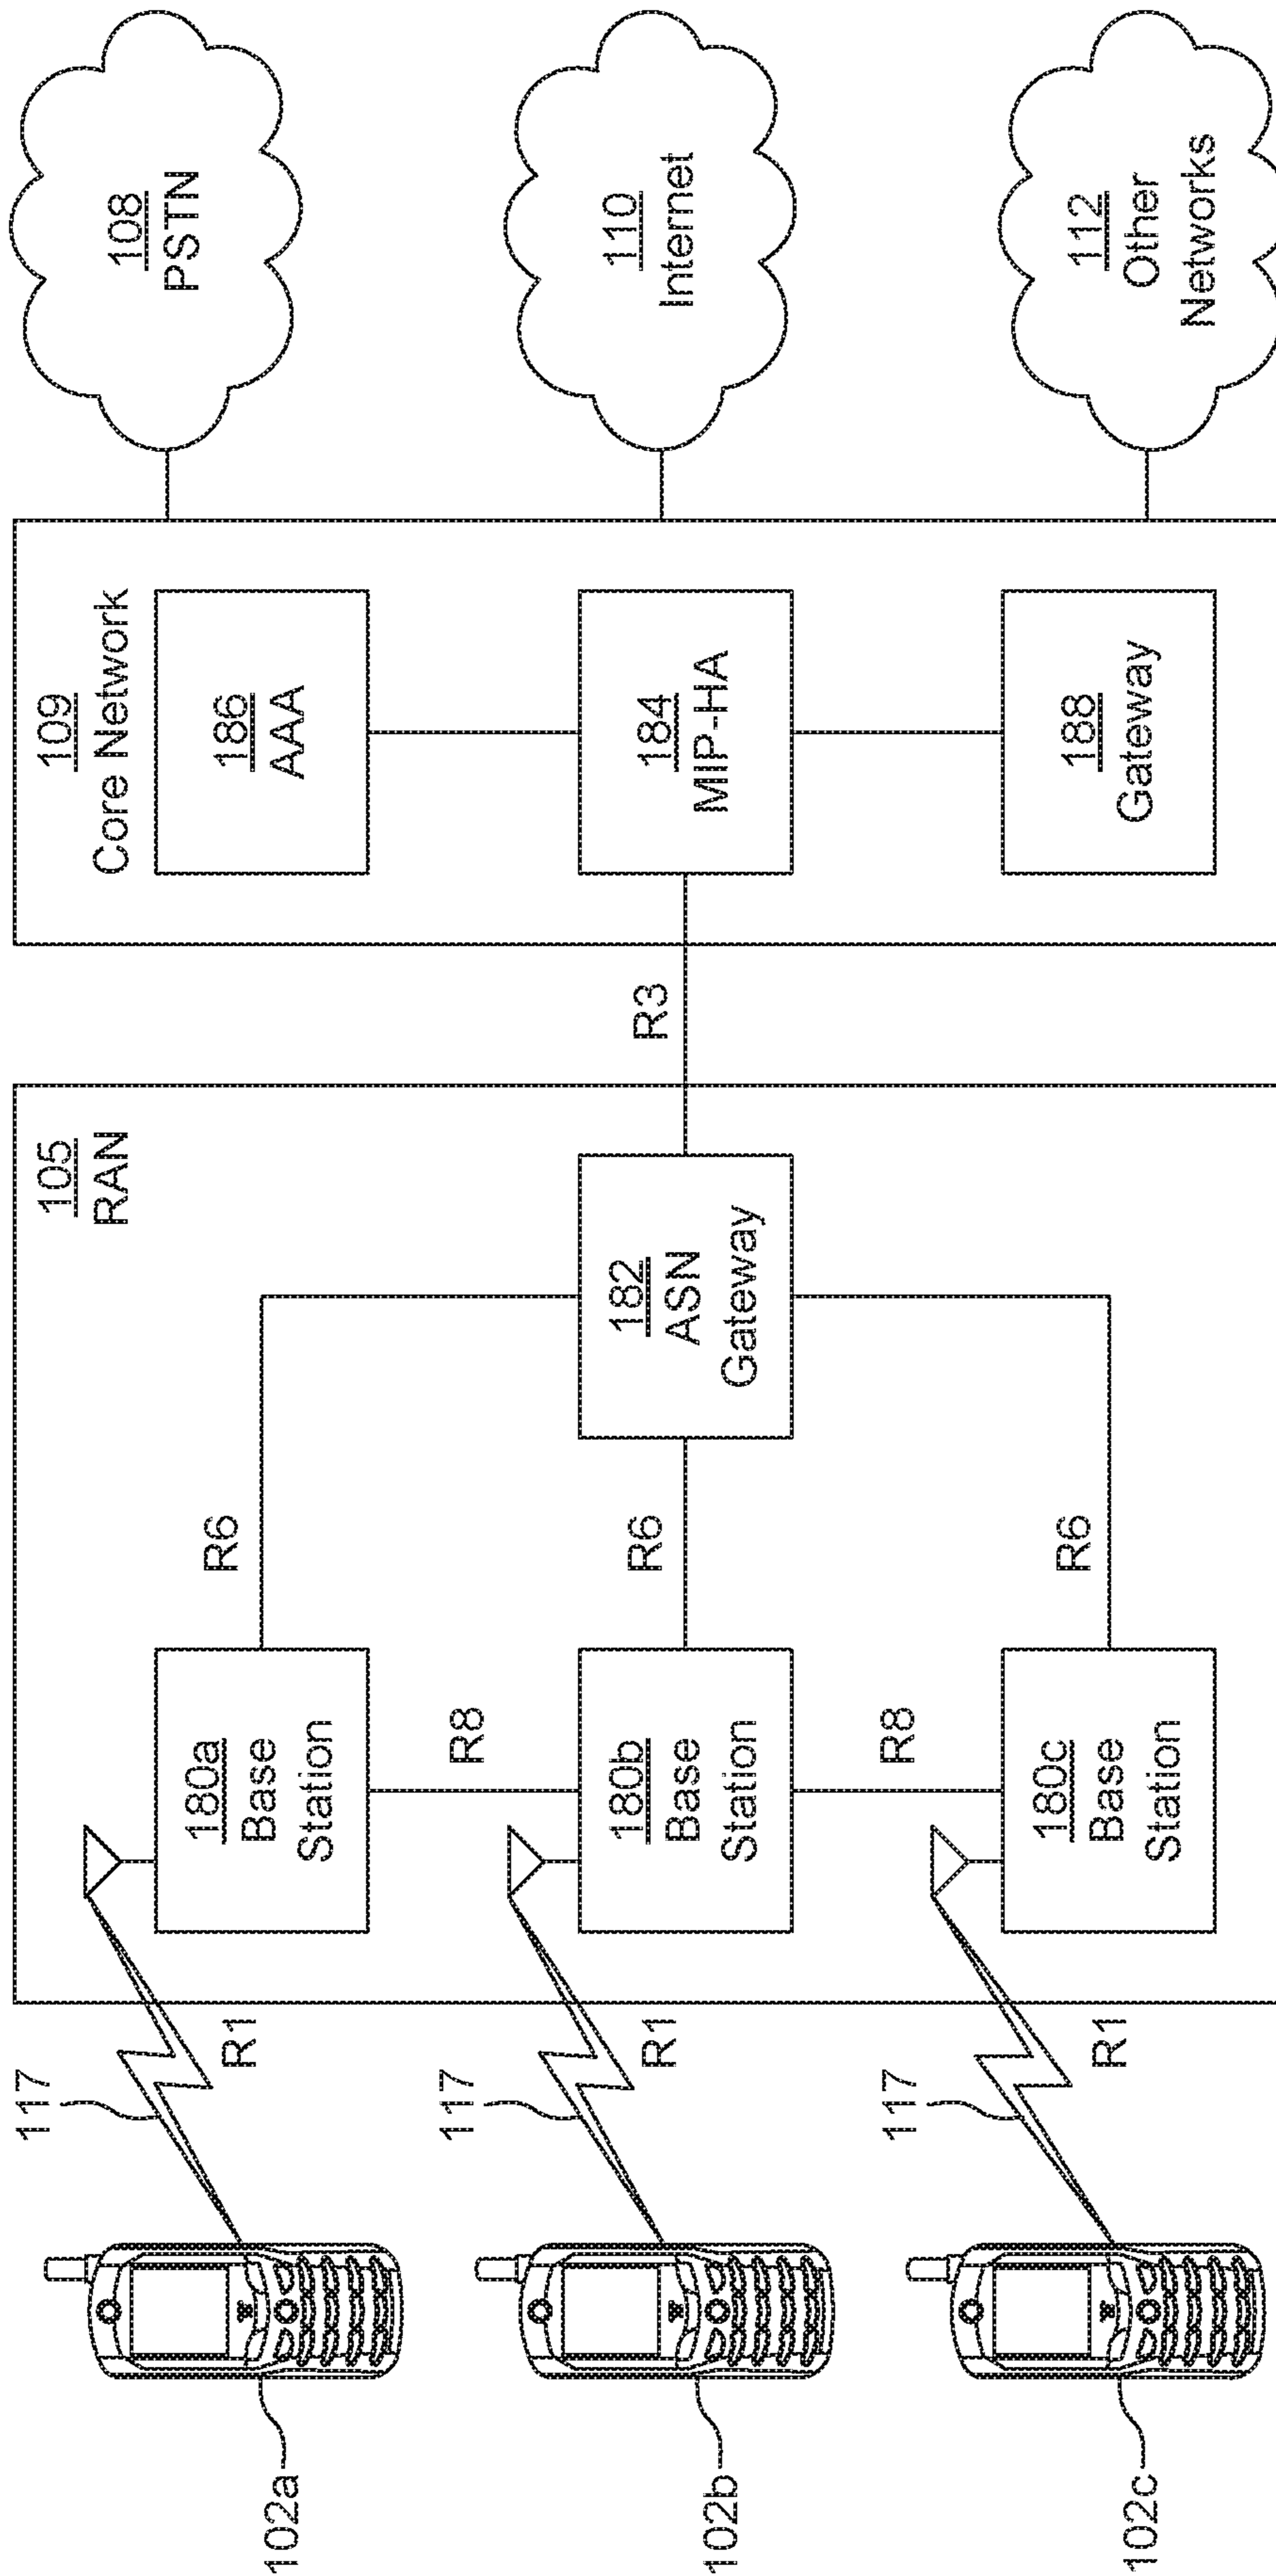 102a
102b
102c
117
R1
117
R1
117
R1
105
RAN
180a
Base
Station
R8
180b
Base
Station
R8
180c
Base
Station
R6
R6
R6
182
ASN
Gateway
R3
109
Core Network
186
AAA
184
MIP-HA
188
Gateway
108
PSTN
110
Internet
112
Other
Networks